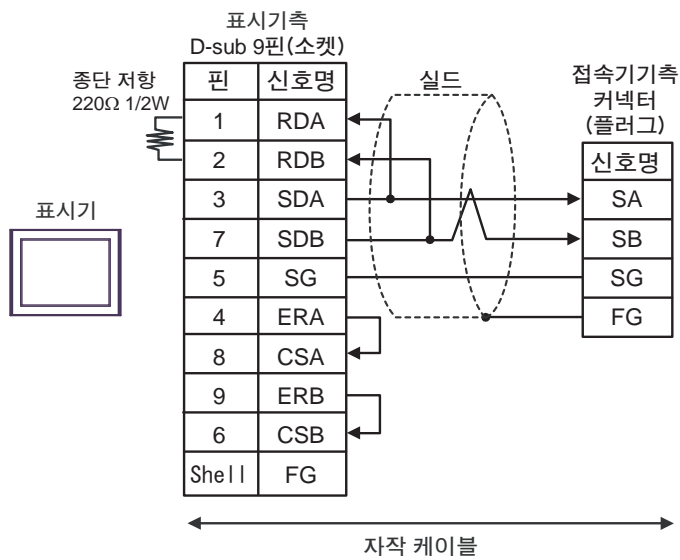 표시기측
D-sub 9핀(소켓)
종단 저항
220Ω 1/2W
핀 신호명
1 RDA
2 RDB
3 SDA
7 SDB
5 SG
4 ERA
8 CSA
9 ERB
6 CSB
Shell FG
표시기
실드
접속기기측
커넥터
(플러그)
신호명
SA
SB
SG
FG
자작 케이블